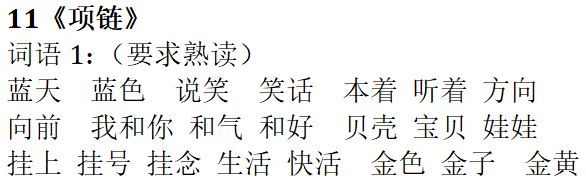 11《项链》
词语 1：（要求熟读）
蓝天 蓝色 说笑 笑话 本着 听着 方向
向前 我和你 和气 和好 贝壳 宝贝 娃娃
挂上 挂号 挂念 生活 快活 金色 金子 金黄